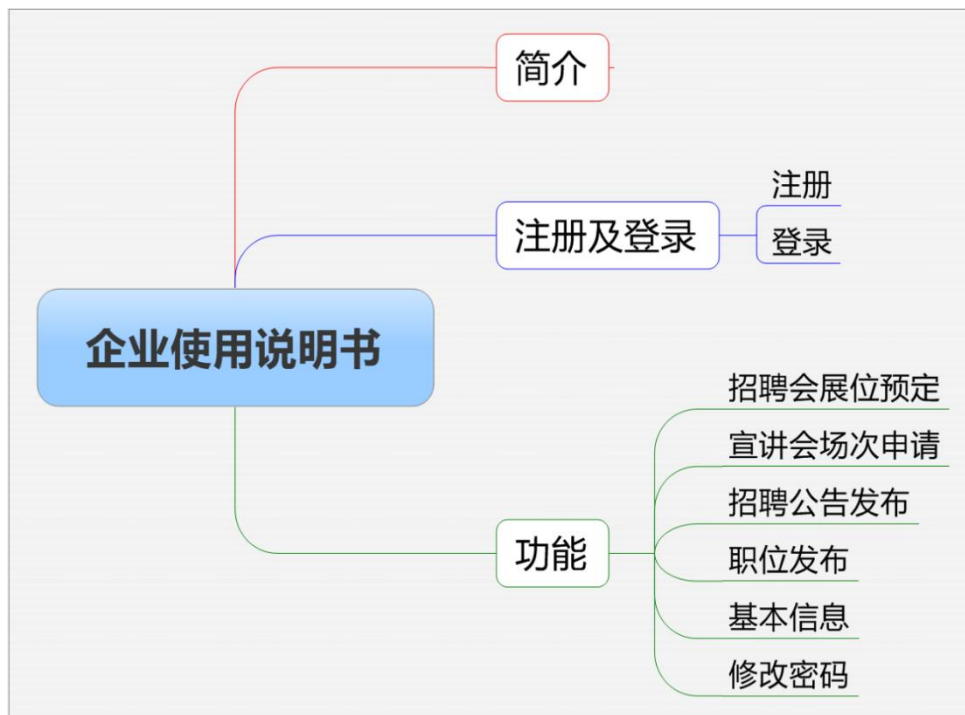 简介
注册及登录
注册
登录
企业使用说明书
功能
招聘会展位预定
宣讲会场次申请
招聘公告发布
职位发布
基本信息
修改密码